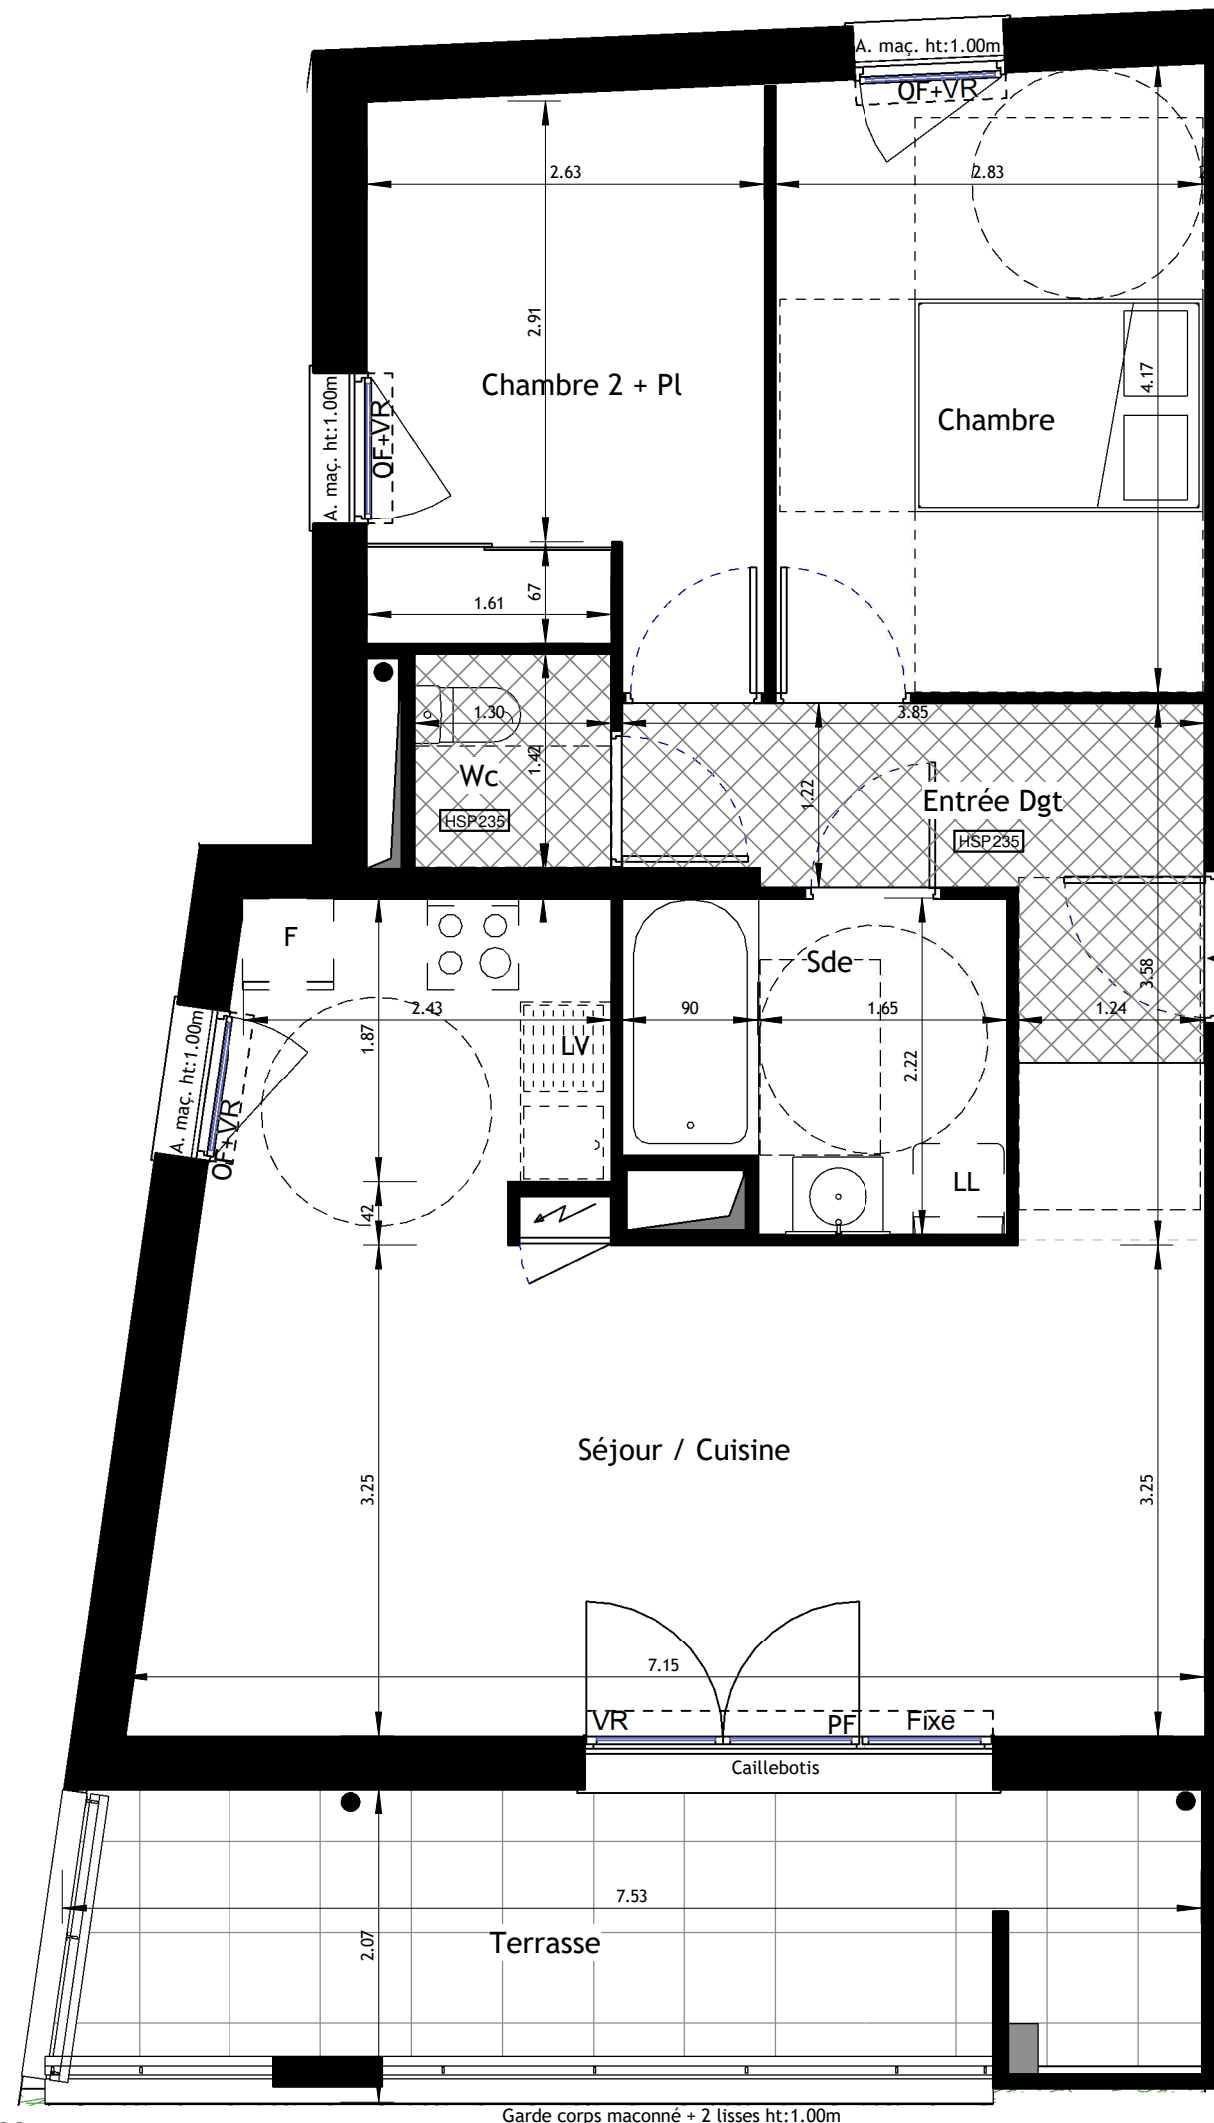 A. maç. ht:1.00m
OF+VR
2.63
2.83
2.91
4.17
Chambre 2 + Pl
Chambre
A. maç. ht:1.00m
OF+VR
67
1.61
1.30
3.85
1.42
1.22
Wc
HSP235
Entrée Dgt
HSP235
F
Sde
3.58
2.43
90
1.65
1.24
1.87
LV
2.22
A. maç. ht:1.00m
OF+VR
LL
42
Séjour / Cuisine
3.25
3.25
7.15
VR
PF
Fixe
Caillebotis
7.53
Terrasse
2.07
Garde corps maçonné + 2 lisses ht:1.00m